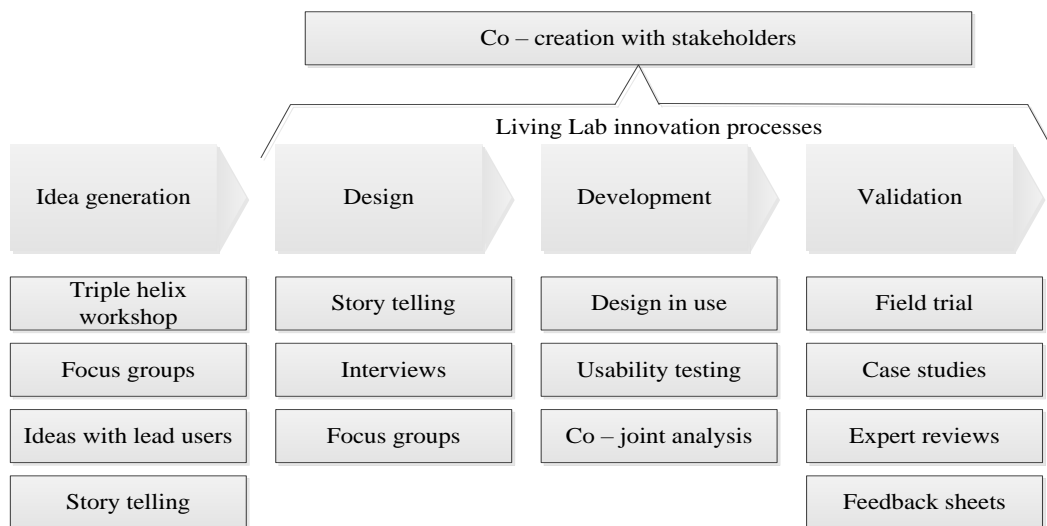 Co – creation with stakeholders
Living Lab innovation processes
Idea generation
Design
Development
Validation
Triple helix
workshop
Focus groups
Ideas with lead users
Story telling
Story telling
Interviews
Focus groups
Design in use
Usability testing
Co – joint analysis
Field trial
Case studies
Expert reviews
Feedback sheets